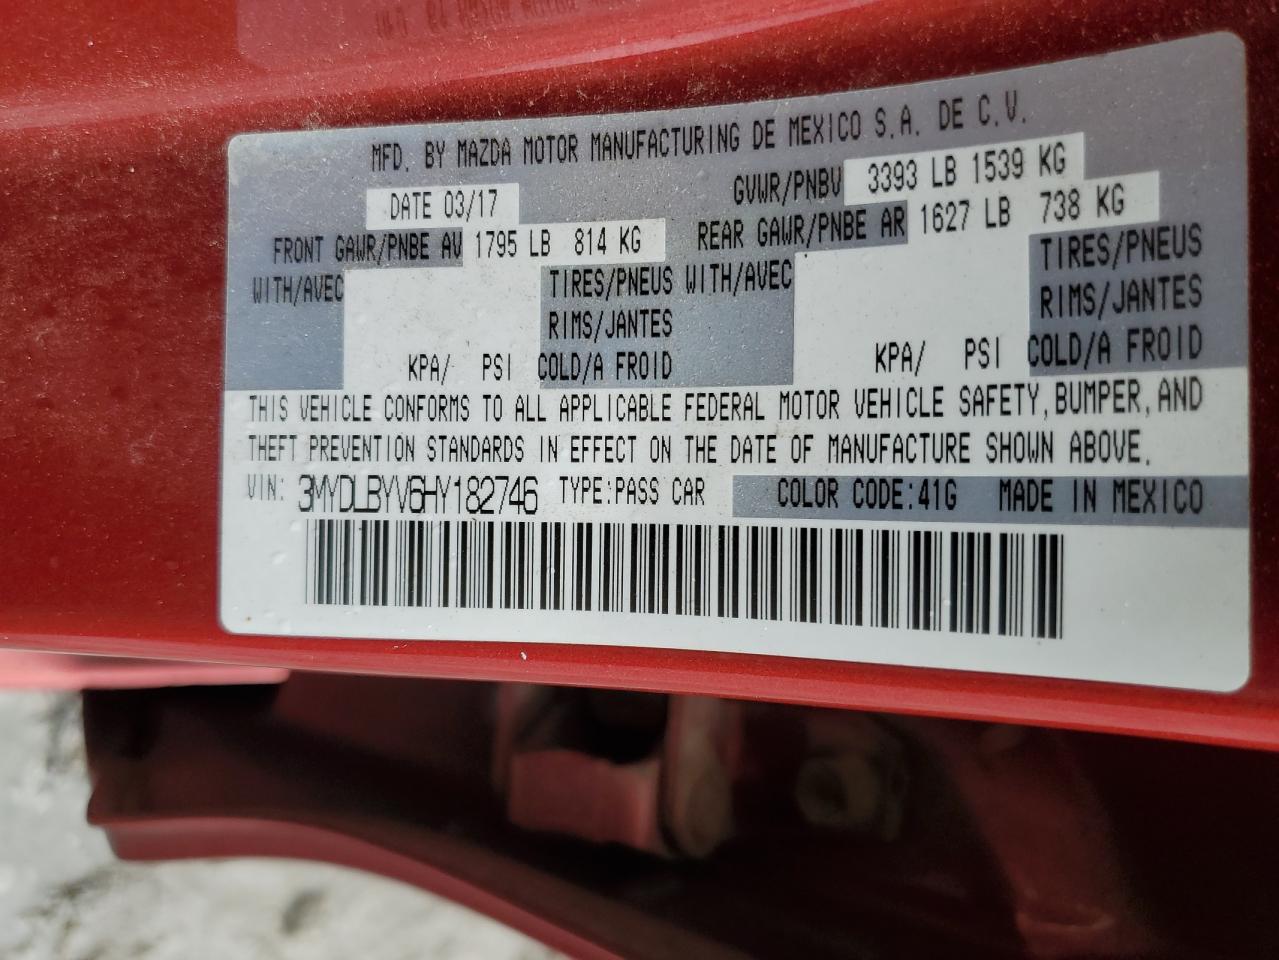 MFD. BY MAZDA MOTOR MANUFACTURING DE MEXICO S.A. DE C.V.
DATE 03/17 GVWR/PNBV 3393 LB 1539 KG
FRONT GAWR/PNBE AV 1795 LB 814 KG REAR GAWR/PNBE AR 1627 LB 738 KG
WITH/AVEC TIRES/PNEUS WITH/AVEC TIRES/PNEUS
RIMS/JANTES RIMS/JANTES
KPA/ PSI COLD/A FROID KPA/ PSI COLD/A FROID
THIS VEHICLE CONFORMS TO ALL APPLICABLE FEDERAL MOTOR VEHICLE SAFETY, BUMPER, AND
THEFT PREVENTION STANDARDS IN EFFECT ON THE DATE OF MANUFACTURE SHOWN ABOVE.
VIN: 3MYDLBYV6HY182746 TYPE:PASS CAR COLOR CODE:41G MADE IN MEXICO